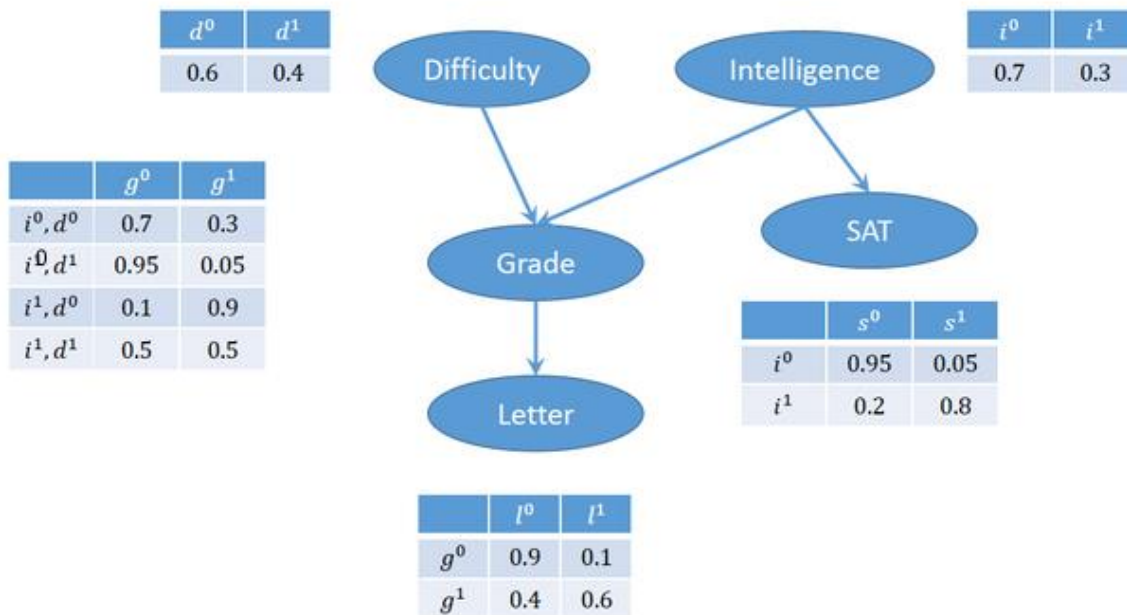 d⁰ d¹
0.6 0.4
Difficulty
Intelligence
i⁰ i¹
0.7 0.3
g⁰ g¹
i⁰, d⁰ 0.7 0.3
i⁰, d¹ 0.95 0.05
i¹, d⁰ 0.1 0.9
i¹, d¹ 0.5 0.5
Grade
SAT
s⁰ s¹
i⁰ 0.95 0.05
i¹ 0.2 0.8
Letter
l⁰ l¹
g⁰ 0.9 0.1
g¹ 0.4 0.6